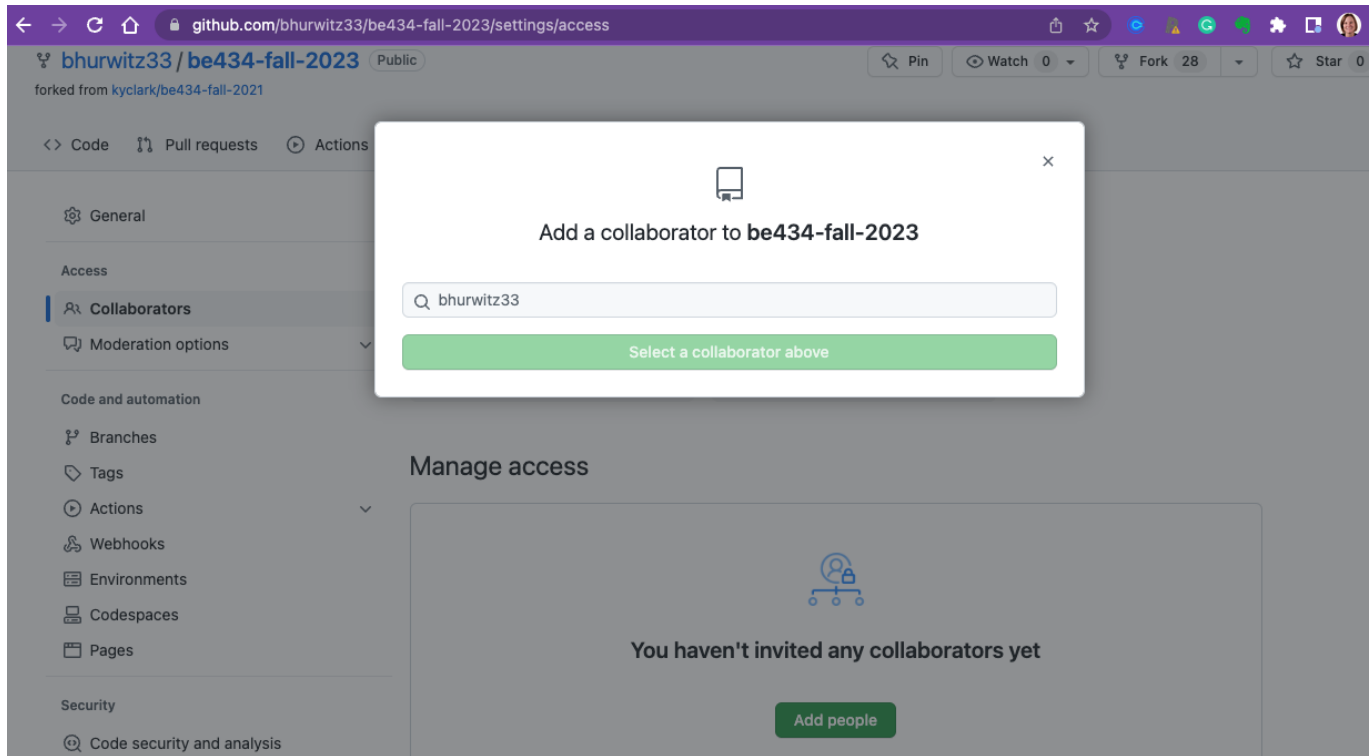 github.com/bhurwitz33/be434-fall-2023/settings/access
bhurwitz33 / be434-fall-2023 Public
Pin Watch 0 Fork 28 Star 0
forked from kyclark/be434-fall-2021
<> Code Pull requests Actions
Add a collaborator to be434-fall-2023
bhurwitz33
Select a collaborator above
General
Access
Collaborators
Moderation options
Code and automation
Branches
Tags
Actions
Webhooks
Environments
Codespaces
Pages
Security
Code security and analysis
Manage access
You haven't invited any collaborators yet
Add people